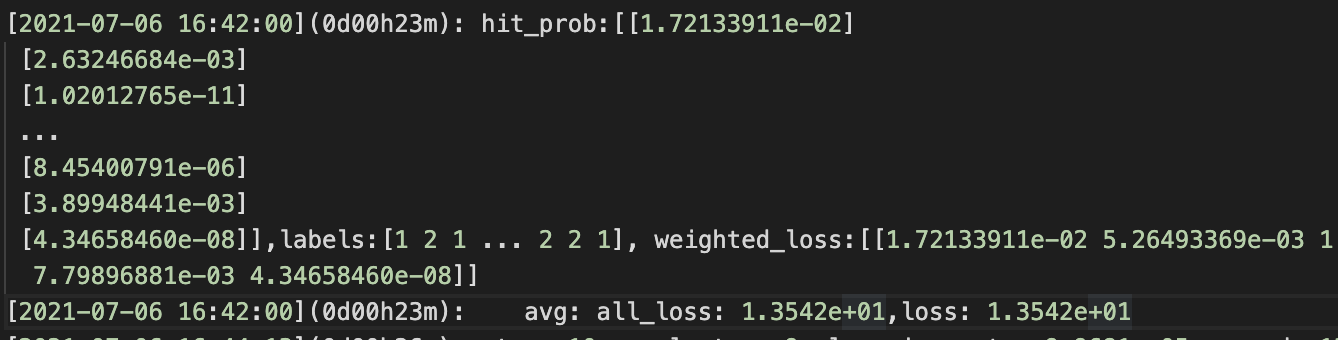 [2021-07-06 16:42:00](0d00h23m): hit_prob:[[1.72133911e-02]
[2.63246684e-03]
[1.02012765e-11]
...
[8.45400791e-06]
[3.89948441e-03]
[4.34658460e-08]],labels:[1 2 1 ... 2 2 1], weighted_loss:[[1.72133911e-02 5.26493369e-03 1
7.79896881e-03 4.34658460e-08]]
[2021-07-06 16:42:00](0d00h23m): avg: all_loss: 1.3542e+01,loss: 1.3542e+01